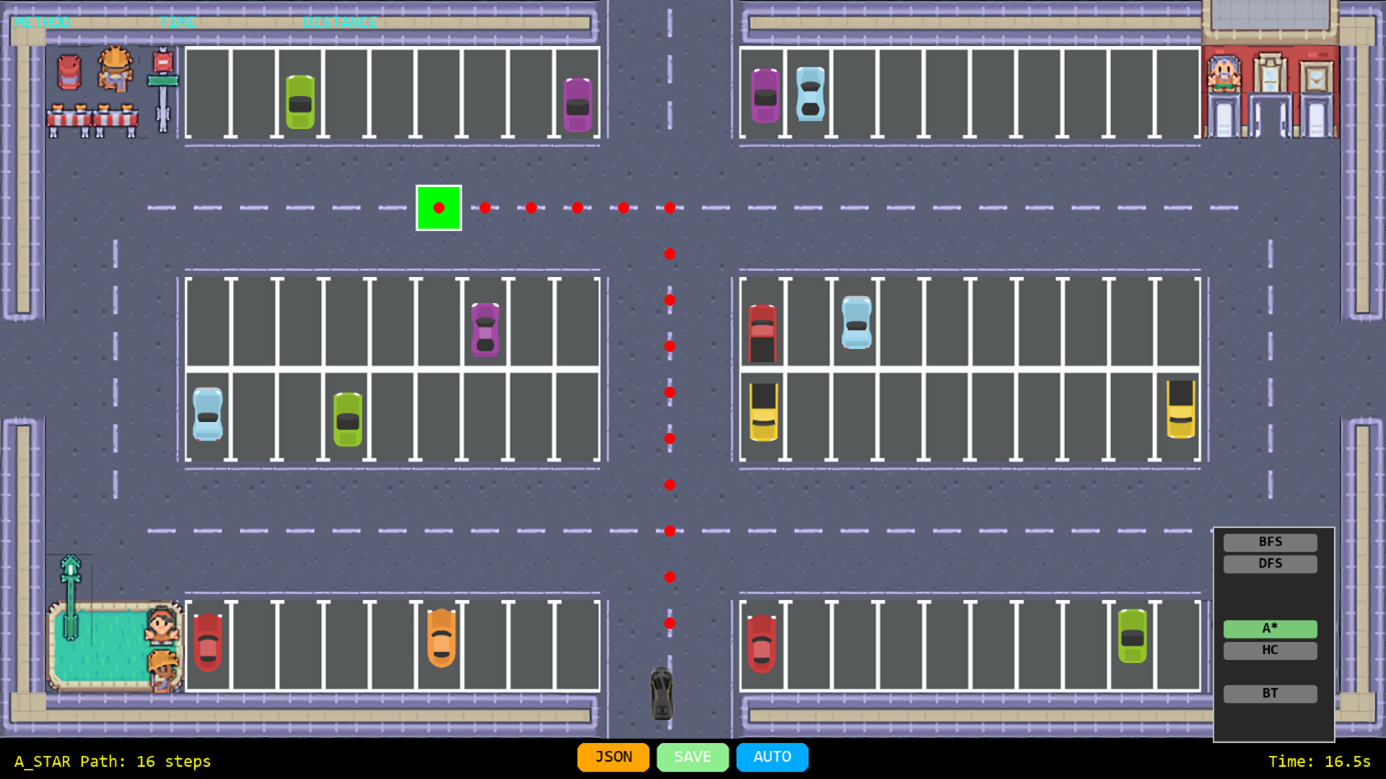 METHOD TIME DISTANCE
BFS
DFS
A*
HC
BT
A_STAR Path: 16 steps JSON SAVE AUTO Time: 16.5s